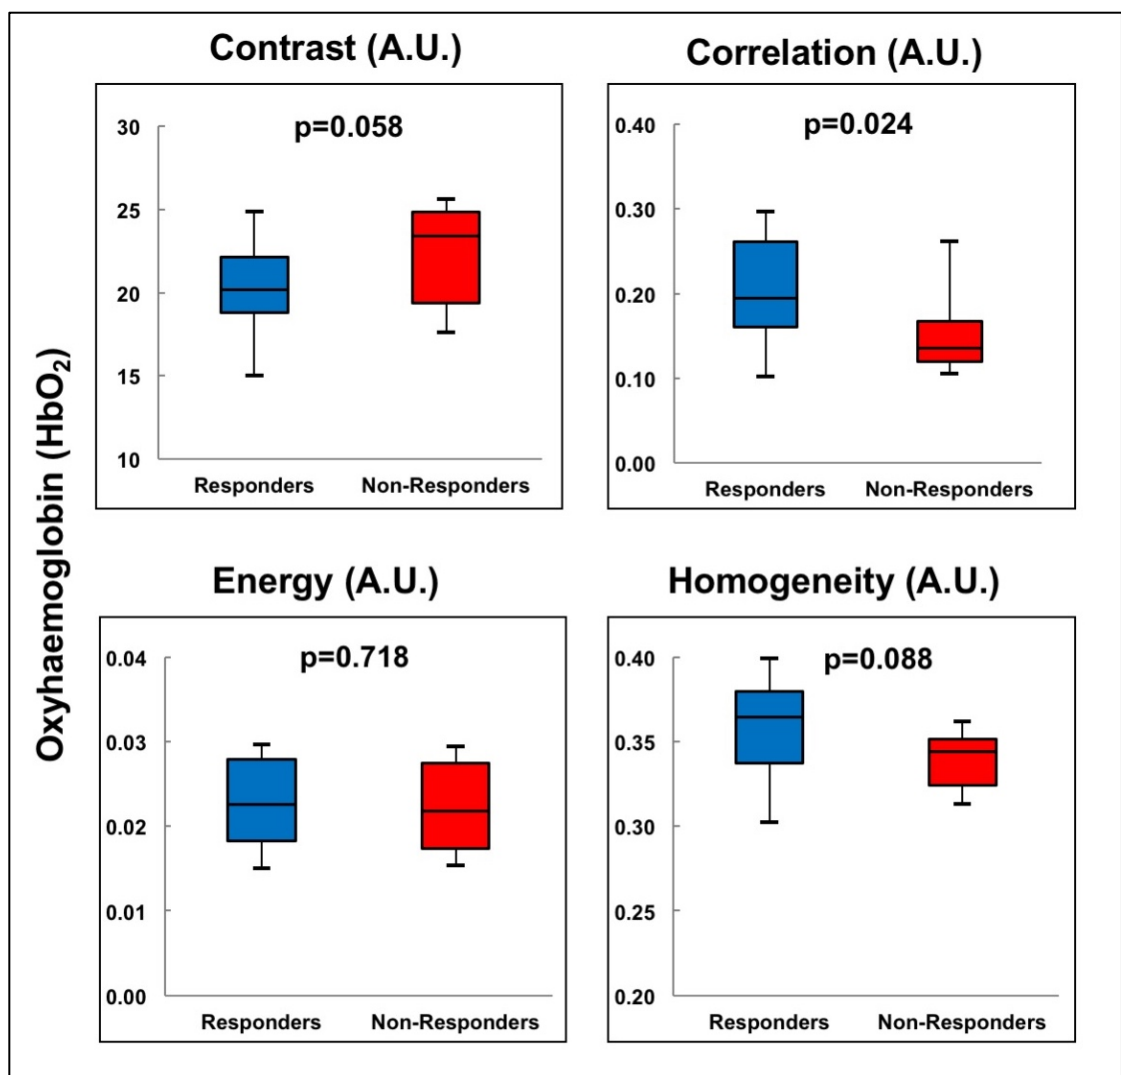 Oxyhaemoglobin (HbO₂)
Contrast (A.U.)
p=0.058
30
25
20
15
10
Responders Non-Responders
Correlation (A.U.)
p=0.024
0.40
0.30
0.20
0.10
0.00
Responders Non-Responders
Energy (A.U.)
p=0.718
0.04
0.03
0.02
0.01
0.00
Responders Non-Responders
Homogeneity (A.U.)
p=0.088
0.40
0.35
0.30
0.25
0.20
Responders Non-Responders